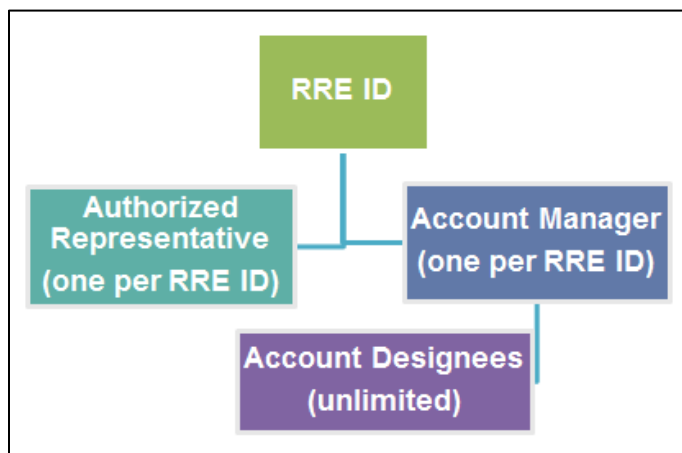 RRE ID
Authorized
Representative
(one per RRE ID)
Account Manager
(one per RRE ID)
Account Designees
(unlimited)